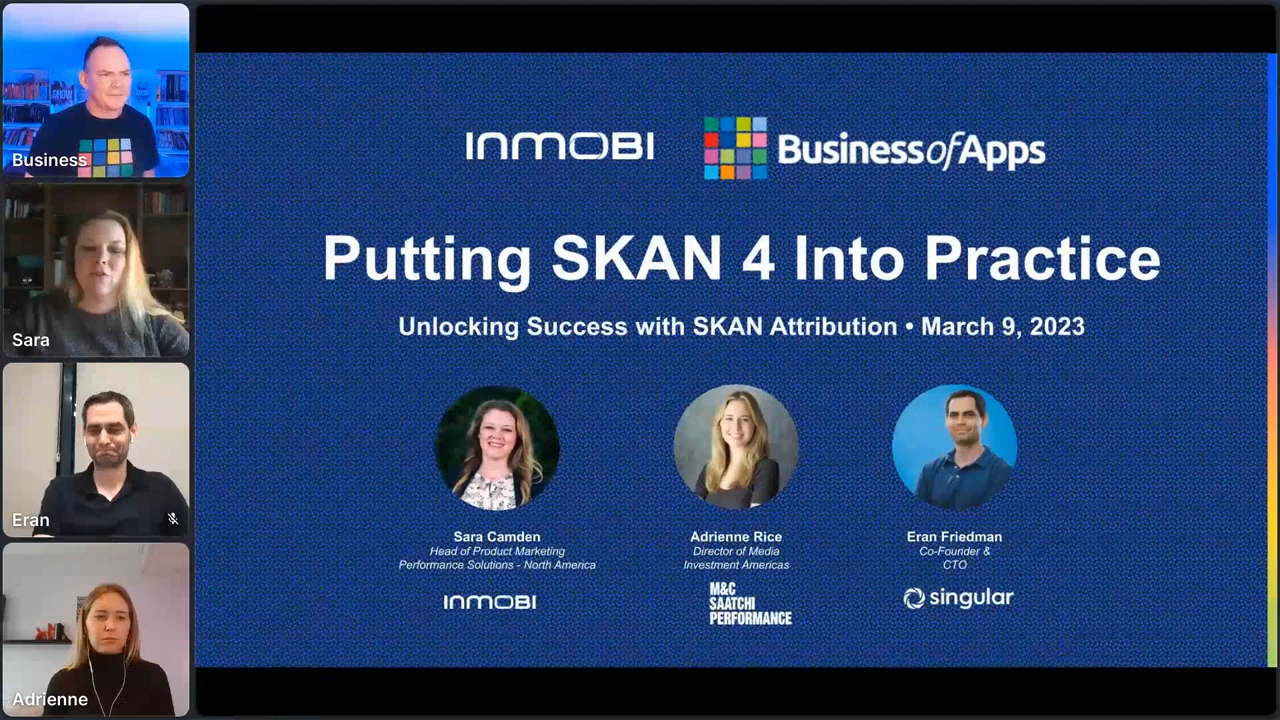 Business
Sara
Eran
Adrienne
INMOBI
BusinessofApps
Putting SKAN 4 Into Practice
Unlocking Success with SKAN Attribution • March 9, 2023
Sara Camden
Head of Product Marketing
Performance Solutions - North America
INMOBI
Adrienne Rice
Director of Media
Investment Americas
M&C
SAATCHI
PERFORMANCE
Eran Friedman
Co-Founder &
CTO
singular